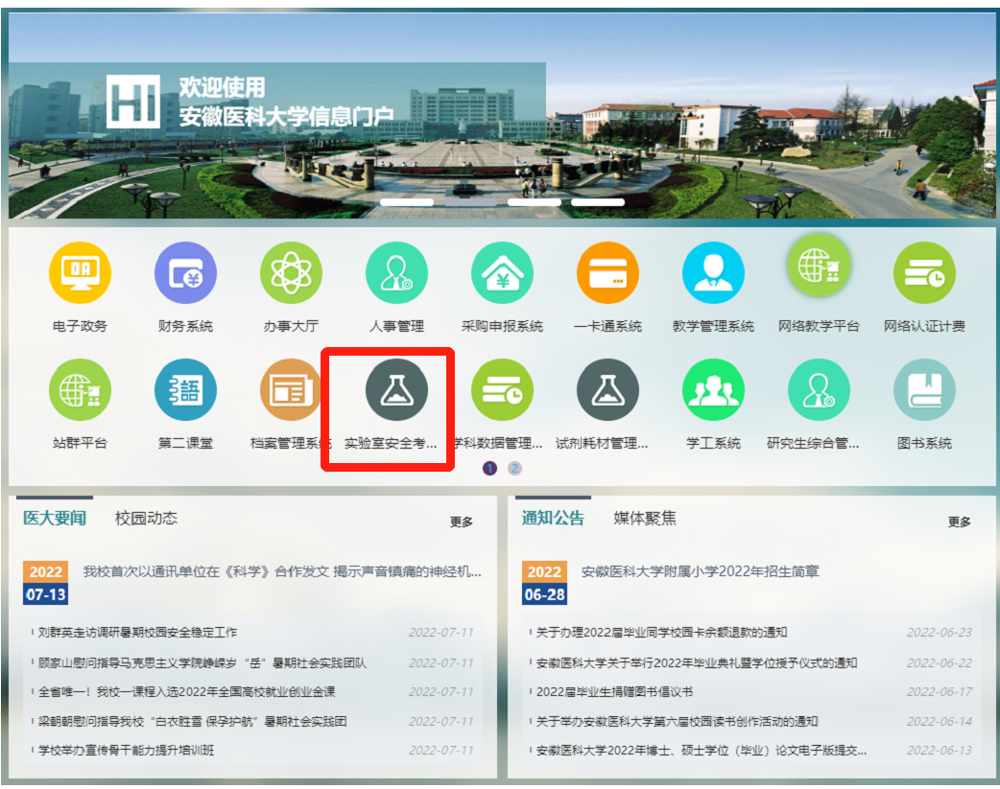 HI
欢迎使用
安徽医科大学信息门户
OA
电子政务
财务系统
办事大厅
人事管理
采购申报系统
一卡通系统
教学管理系统
网络教学平台
网络认证计费
語
站群平台
第二课堂
档案管理系统
实验室安全考...
学科数据管理...
试剂耗材管理...
学工系统
研究生综合管...
图书系统
1 2
医大要闻 校园动态 更多
2022
07-13
我校首次以通讯单位在《科学》合作发文 揭示声音镇痛的神经机...
刘群英走访调研暑期校园安全稳定工作 2022-07-11
顾家山慰问指导马克思主义学院峥嵘岁“岳”暑期社会实践团队 2022-07-11
全省唯一！我校一课程入选2022年全国高校就业创业金课 2022-07-11
梁朝朝慰问指导我校“白衣胜雪 保孕护航”暑期社会实践团 2022-07-11
学校举办宣传骨干能力提升培训班 2022-07-11
通知公告 媒体聚焦 更多
2022
06-28
安徽医科大学附属小学2022年招生简章
关于办理2022届毕业同学校园卡余额退款的通知 2022-06-23
安徽医科大学关于举行2022年毕业典礼暨学位授予仪式的通知 2022-06-22
2022届毕业生捐赠图书倡议书 2022-06-17
关于举办安徽医科大学第六届校园读书创作活动的通知 2022-06-14
安徽医科大学2022年博士、硕士学位（毕业）论文电子版提交... 2022-06-13